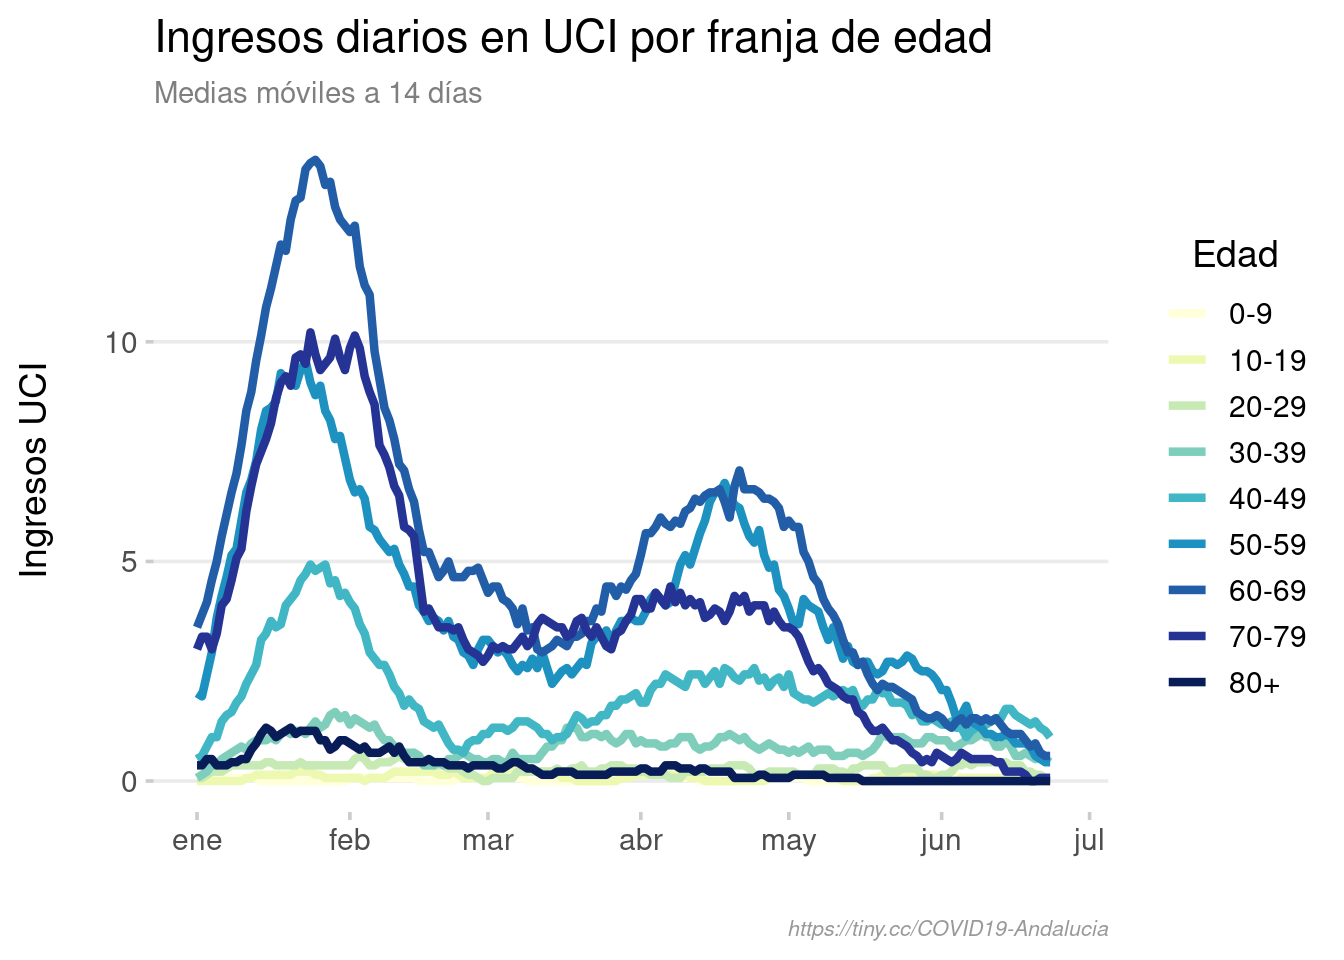 Ingresos diarios en UCI por franja de edad
Medias móviles a 14 días
Ingresos UCI
10
5
0
ene
feb
mar
abr
may
jun
jul
Edad
0-9
10-19
20-29
30-39
40-49
50-59
60-69
70-79
80+
https://tiny.cc/COVID19-Andalucia